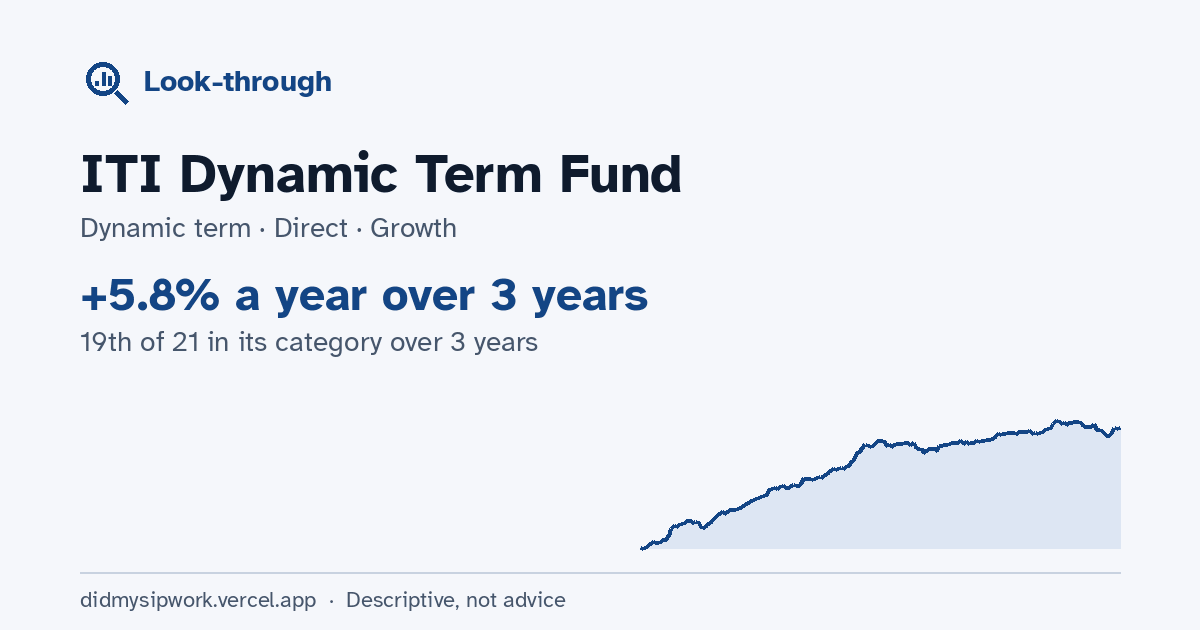 Look-through
ITI Dynamic Term Fund
Dynamic term · Direct · Growth
+5.8% a year over 3 years
19th of 21 in its category over 3 years
didmysipwork.vercel.app · Descriptive, not advice